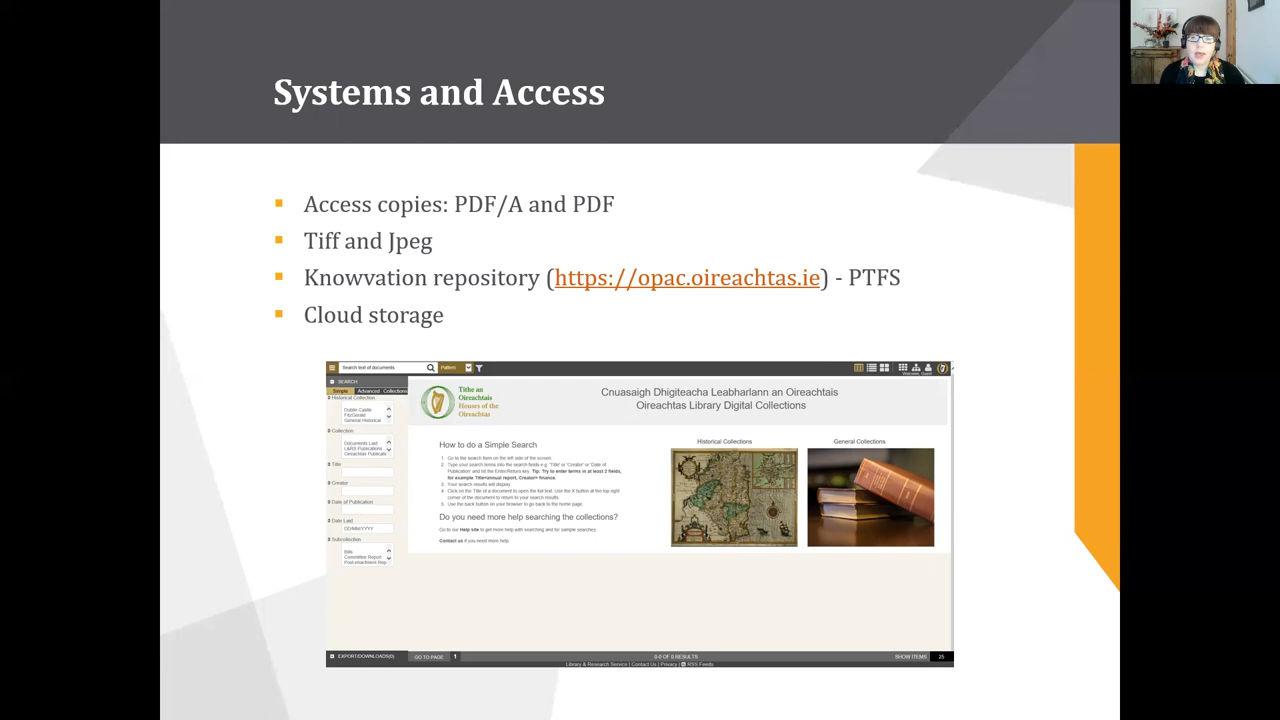 Systems and Access
Access copies: PDF/A and PDF
Tiff and Jpeg
Knowvation repository (https://opac.oireachtas.ie) - PTFS
Cloud storage
Search text of documents
Pattern
Welcome, Guest
SEARCH
Simple Advanced Collections
Historical Collection
Dublin Castle
FitzGerald
General Historical
Collection
Documents Laid
L&RS Publications
Oireachtas Publicatio
Title
Creator
Date of Publication
Date Laid
DD/MM/YYYY
Subcollection
Bills
Committee Report
Post-enactment Rep
Tithe an
Oireachtais
Houses of the
Oireachtas
Cnuasaigh Dhigiteacha Leabharlann an Oireachtais
Oireachtas Library Digital Collections
How to do a Simple Search
1. Go to the search form on the left side of the screen.
2. Type your search terms into the search fields e.g. 'Title' or 'Creator' or 'Date of
Publication' and hit the Enter/Return key. Tip: Try to enter terms in at least 2 fields,
for example Title=annual report, Creator= finance.
3. Your search results will display.
4. Click on the Title of a document to open the full text. Use the X button at the top right
corner of the document to return to your search results.
5. Use the back button on your browser to go back to the home page.
Do you need more help searching the collections?
Go to our Help site to get more help with searching and for sample searches.
Contact us if you need more help.
Historical Collections
General Collections
EXPORT/DOWNLOADS(0)
GO TO PAGE 1
0-0 OF 0 RESULTS
SHOW ITEMS 25
Library & Research Service | Contact Us | Privacy | RSS Feeds